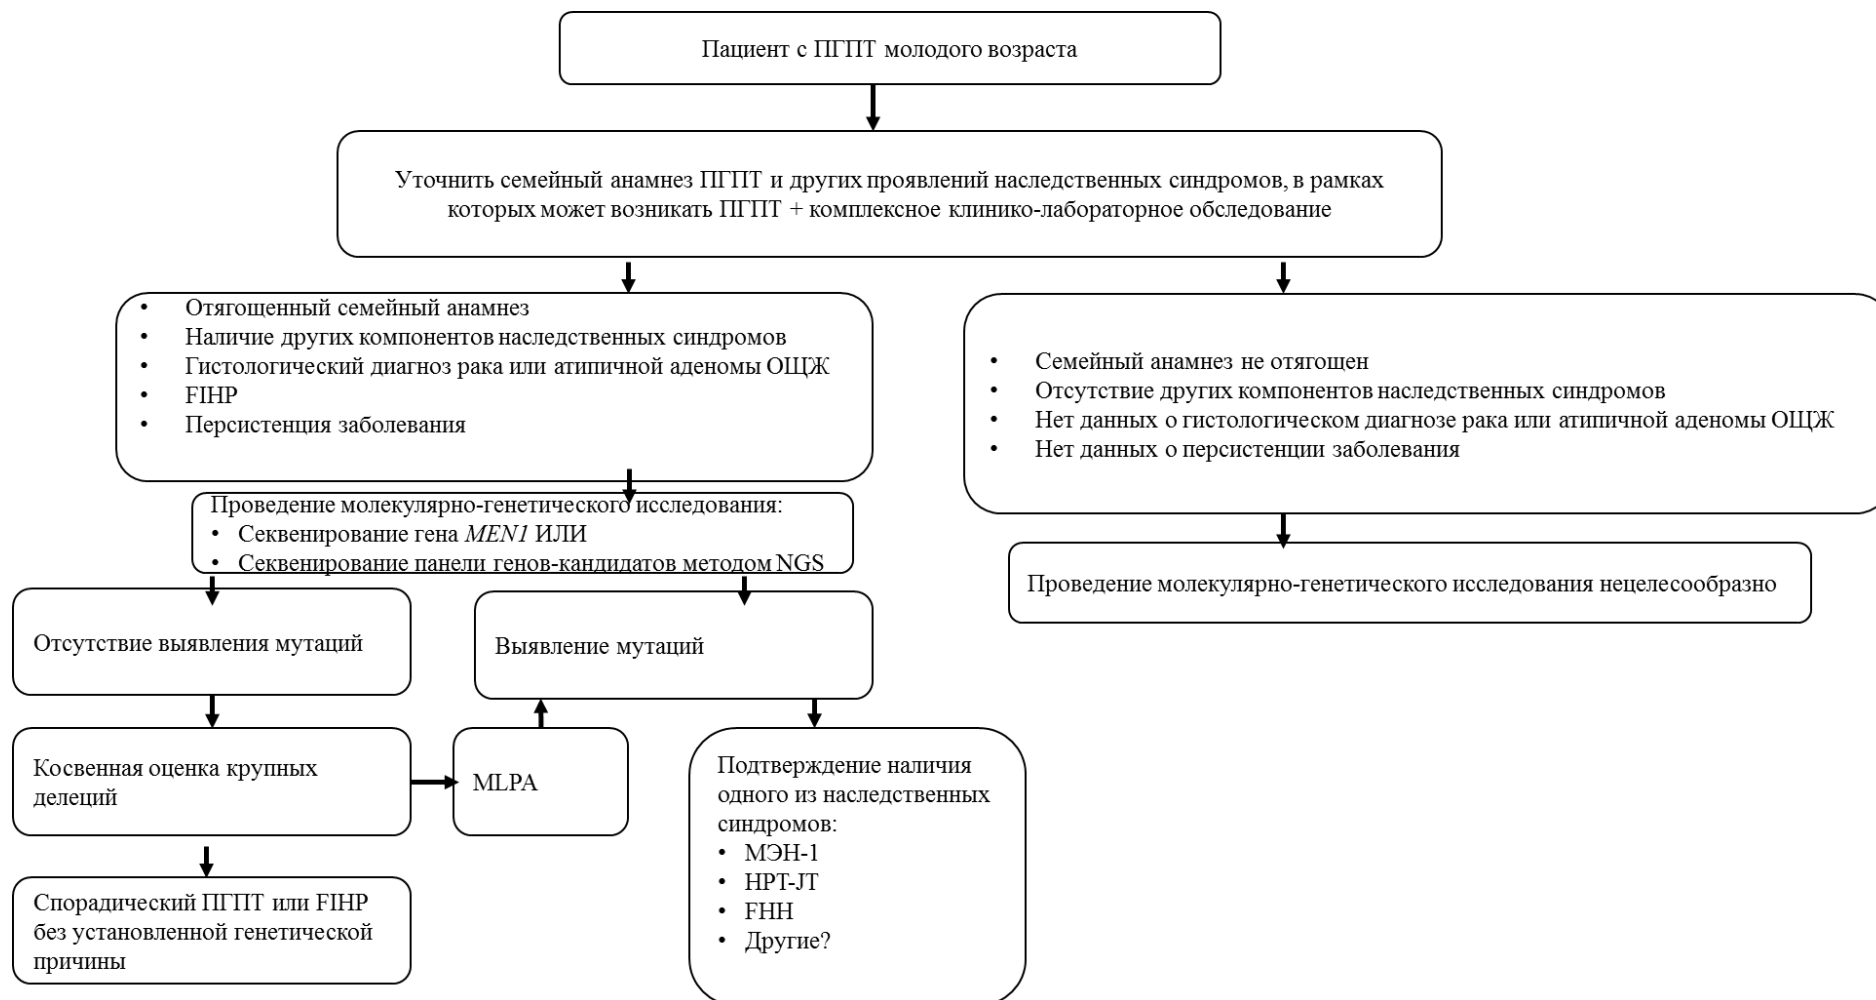 Пациент с ПГПТ молодого возраста
Уточнить семейный анамнез ПГПТ и других проявлений наследственных синдромов, в рамках
которых может возникать ПГПТ + комплексное клинико-лабораторное обследование
• Отягощенный семейный анамнез
• Наличие других компонентов наследственных синдромов
• Гистологический диагноз рака или атипичной аденомы ОЩЖ
• FIHP
• Персистенция заболевания
• Семейный анамнез не отягощен
• Отсутствие других компонентов наследственных синдромов
• Нет данных о гистологическом диагнозе рака или атипичной аденомы ОЩЖ
• Нет данных о персистенции заболевания
Проведение молекулярно-генетического исследования:
• Секвенирование гена MEN1 ИЛИ
• Секвенирование панели генов-кандидатов методом NGS
Проведение молекулярно-генетического исследования нецелесообразно
Отсутствие выявления мутаций
Выявление мутаций
Косвенная оценка крупных
делеций
MLPA
Подтверждение наличия
одного из наследственных
синдромов:
• МЭН-1
• HPT-JT
• FHH
• Другие?
Спорадический ПГПТ или FIHP
без установленной генетической
причины